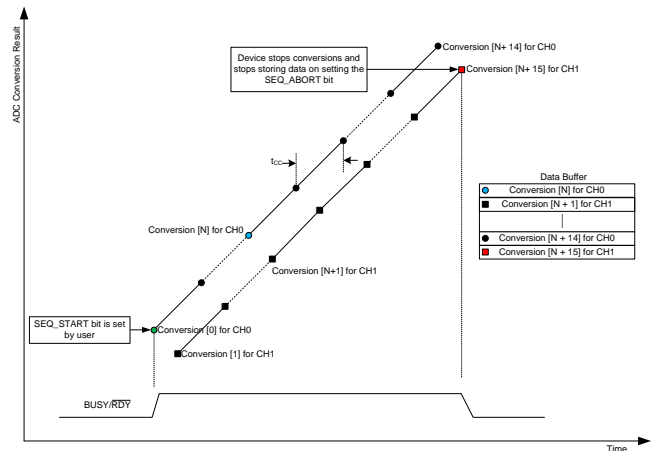 ADC Conversion Result
Conversion [N+ 14] for CH0
Device stops conversions and
stops storing data on setting the
SEQ_ABORT bit
Conversion [N+ 15] for CH1
tCC
Data Buffer
Conversion [N] for CH0
Conversion [N + 1] for CH1
Conversion [N + 14] for CH0
Conversion [N + 15] for CH1
Conversion [N] for CH0
Conversion [N+1] for CH1
SEQ_START bit is set
by user
Conversion [0] for CH0
Conversion [1] for CH1
BUSY/R̅D̅Y̅
Time